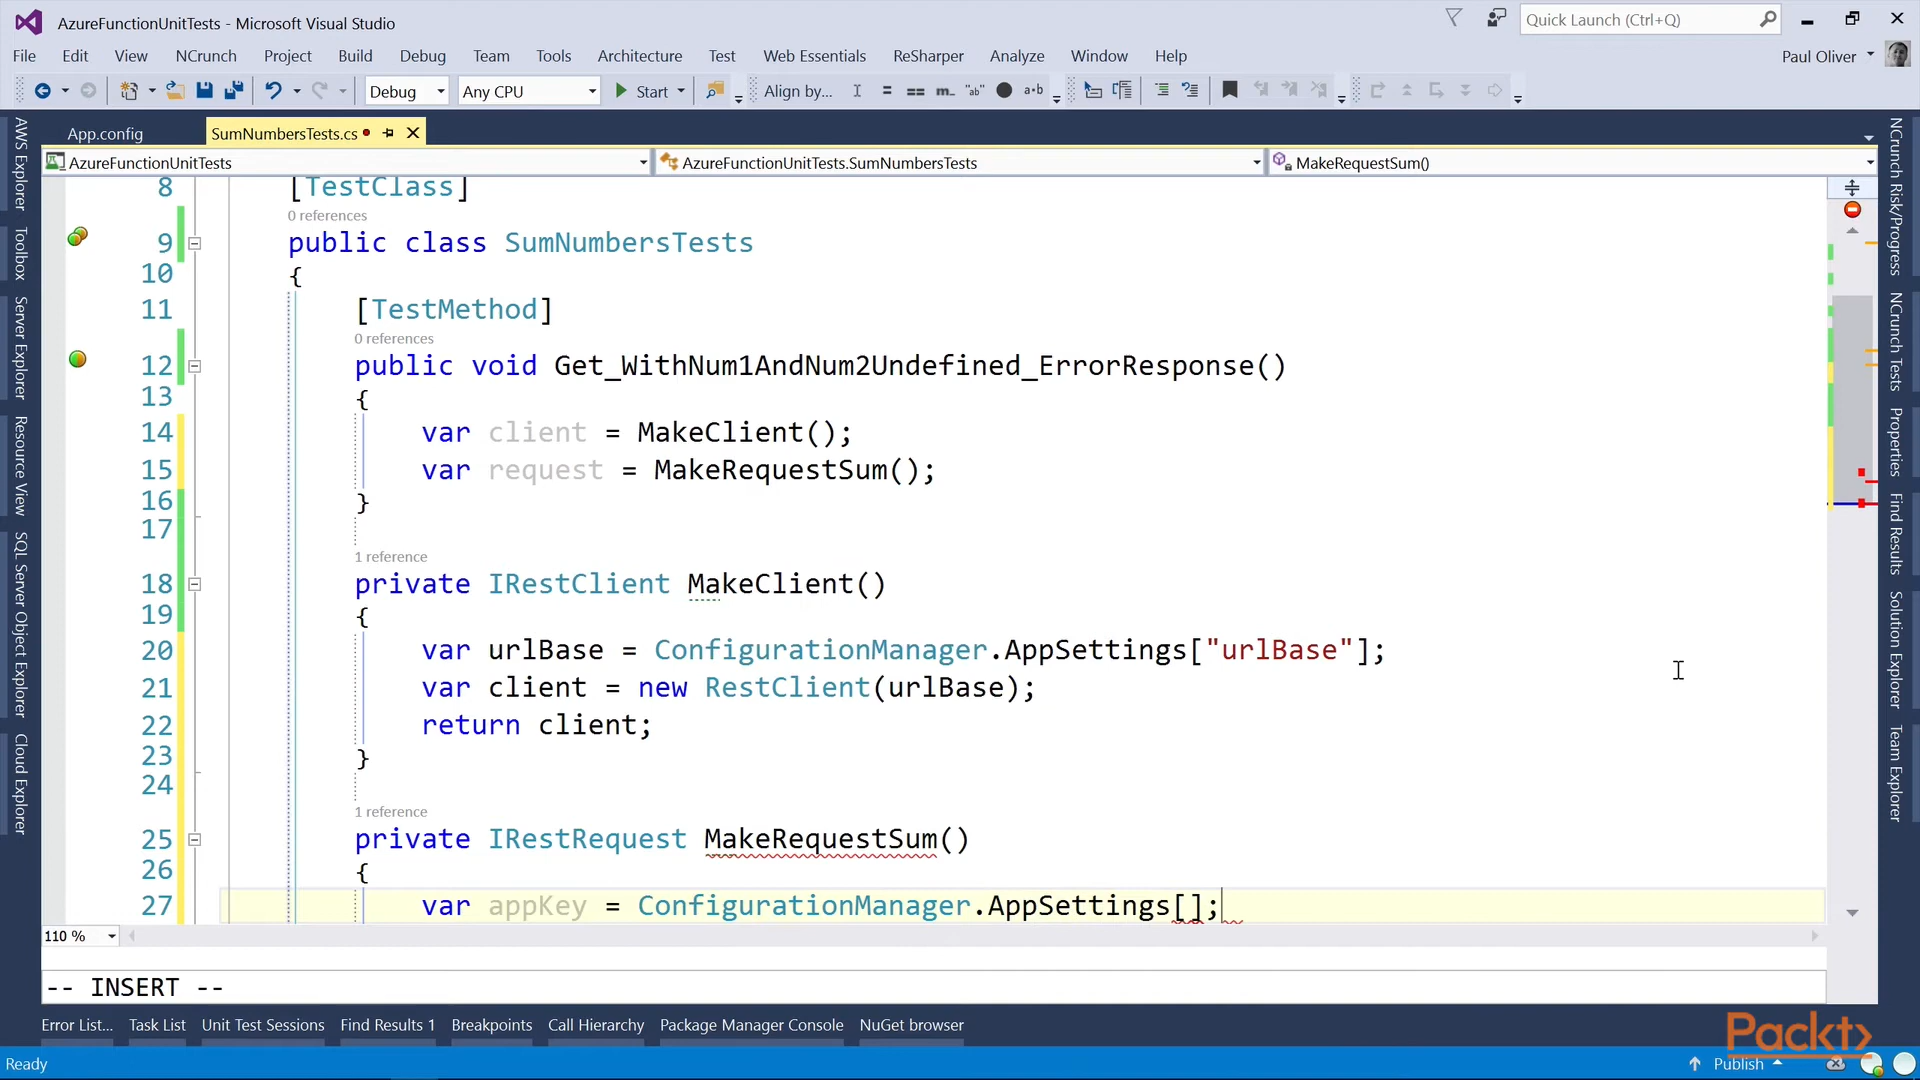 AzureFunctionUnitTests - Microsoft Visual Studio
Quick Launch (Ctrl+Q)
File Edit View NCrunch Project Build Debug Team Tools Architecture Test Web Essentials ReSharper Analyze Window Help
Paul Oliver
Debug Any CPU Start Align by...
App.config SumNumbersTests.cs
AzureFunctionUnitTests AzureFunctionUnitTests.SumNumbersTests MakeRequestSum()
AWS Explorer
Toolbox
Server Explorer
Resource View
SQL Server Object Explorer
Cloud Explorer
8 [TestClass]
0 references
9 public class SumNumbersTests
10 {
11 [TestMethod]
0 references
12 public void Get_WithNum1AndNum2Undefined_ErrorResponse()
13 {
14 var client = MakeClient();
15 var request = MakeRequestSum();
16 }
17
1 reference
18 private IRestClient MakeClient()
19 {
20 var urlBase = ConfigurationManager.AppSettings["urlBase"];
21 var client = new RestClient(urlBase);
22 return client;
23 }
24
1 reference
25 private IRestRequest MakeRequestSum()
26 {
27 var appKey = ConfigurationManager.AppSettings[];
NCrunch Risk/Progress
NCrunch Tests
Properties
Find Results
Solution Explorer
Team Explorer
110 %
-- INSERT --
Error List... Task List Unit Test Sessions Find Results 1 Breakpoints Call Hierarchy Package Manager Console NuGet browser
Packt>
Ready
Publish